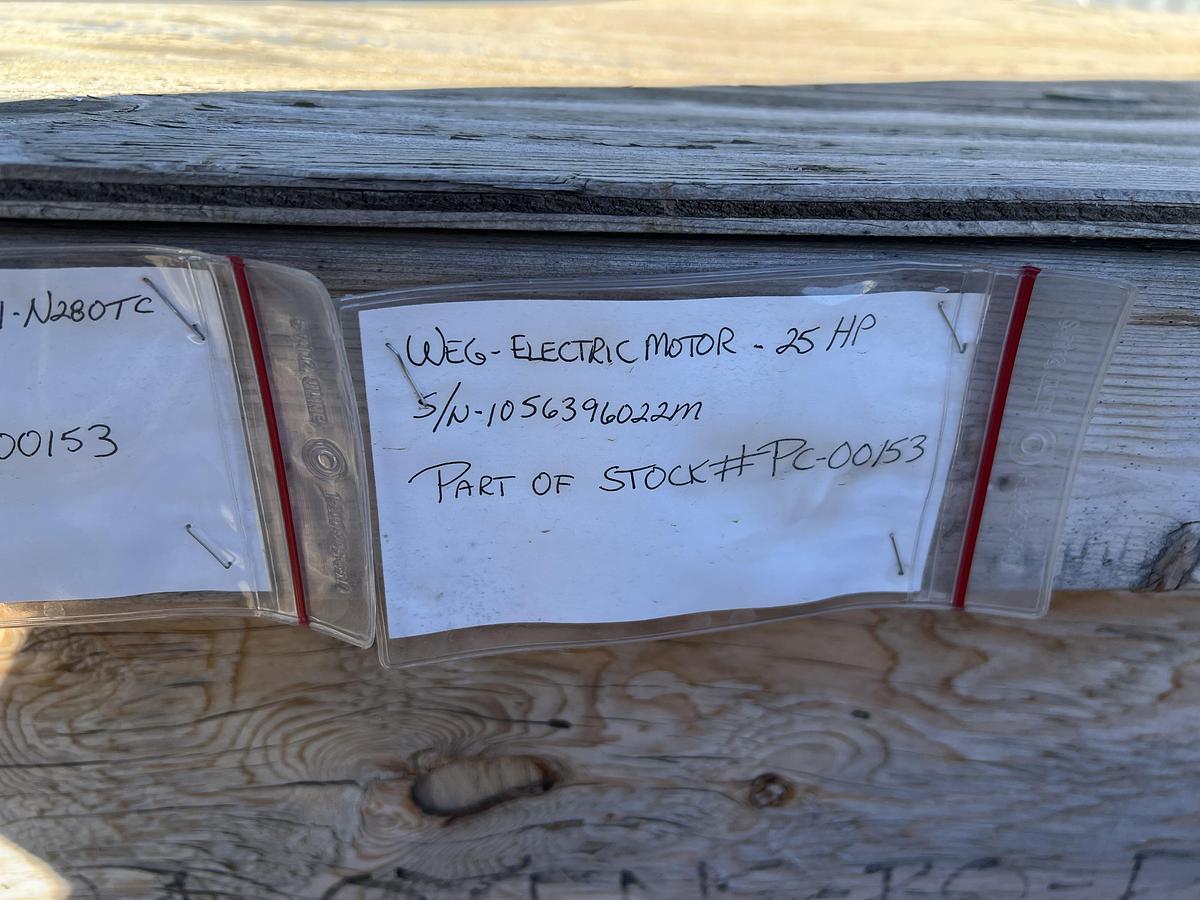 N280TC
00153
WEG-ELECTRIC MOTOR - 25 HP
S/N-1056396022M
PART OF STOCK # PC-00153